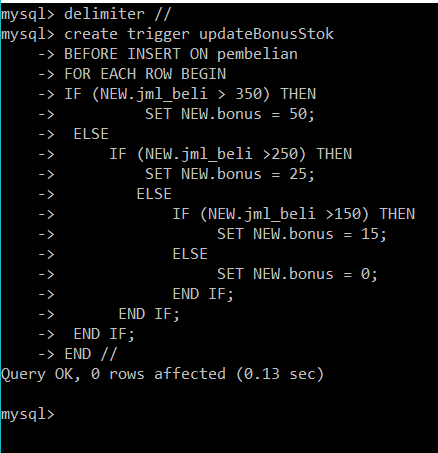 mysql> delimiter //
mysql> create trigger updateBonusStok
    -> BEFORE INSERT ON pembelian
    -> FOR EACH ROW BEGIN
    -> IF (NEW.jml_beli > 350) THEN
    ->          SET NEW.bonus = 50;
    ->  ELSE
    ->      IF (NEW.jml_beli >250) THEN
    ->          SET NEW.bonus = 25;
    ->         ELSE
    ->             IF (NEW.jml_beli >150) THEN
    ->                  SET NEW.bonus = 15;
    ->             ELSE
    ->                  SET NEW.bonus = 0;
    ->             END IF;
    ->       END IF;
    ->  END IF;
    -> END //
Query OK, 0 rows affected (0.13 sec)

mysql>